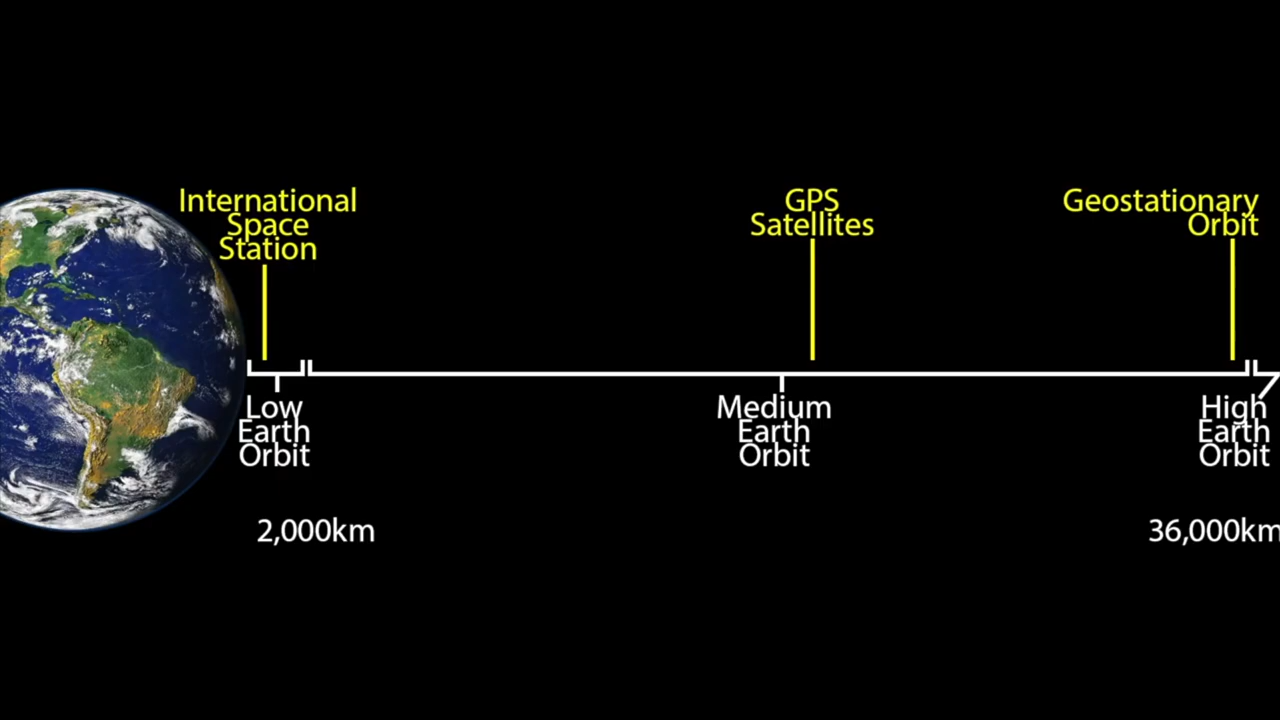 International
Space
Station
GPS
Satellites
Geostationary
Orbit
Low
Earth
Orbit
Medium
Earth
Orbit
High
Earth
Orbit
2,000km
36,000km